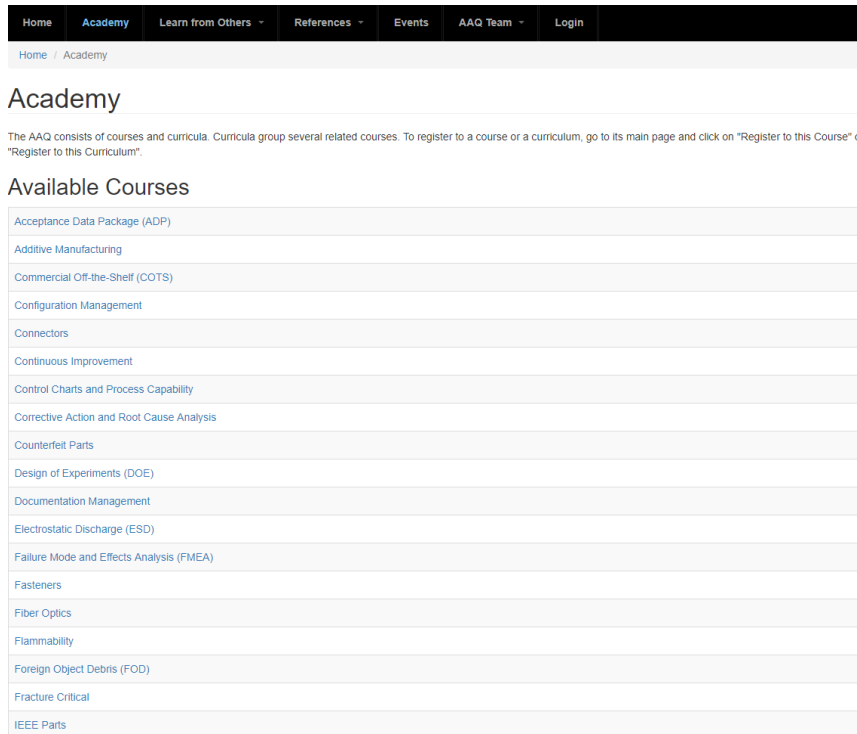 Home Academy Learn from Others References Events AAQ Team Login
Home / Academy
Academy
The AAQ consists of courses and curricula. Curricula group several related courses. To register to a course or a curriculum, go to its main page and click on "Register to this Course"
"Register to this Curriculum".
Available Courses
Acceptance Data Package (ADP)
Additive Manufacturing
Commercial Off-the-Shelf (COTS)
Configuration Management
Connectors
Continuous Improvement
Control Charts and Process Capability
Corrective Action and Root Cause Analysis
Counterfeit Parts
Design of Experiments (DOE)
Documentation Management
Electrostatic Discharge (ESD)
Failure Mode and Effects Analysis (FMEA)
Fasteners
Fiber Optics
Flammability
Foreign Object Debris (FOD)
Fracture Critical
IEEE Parts